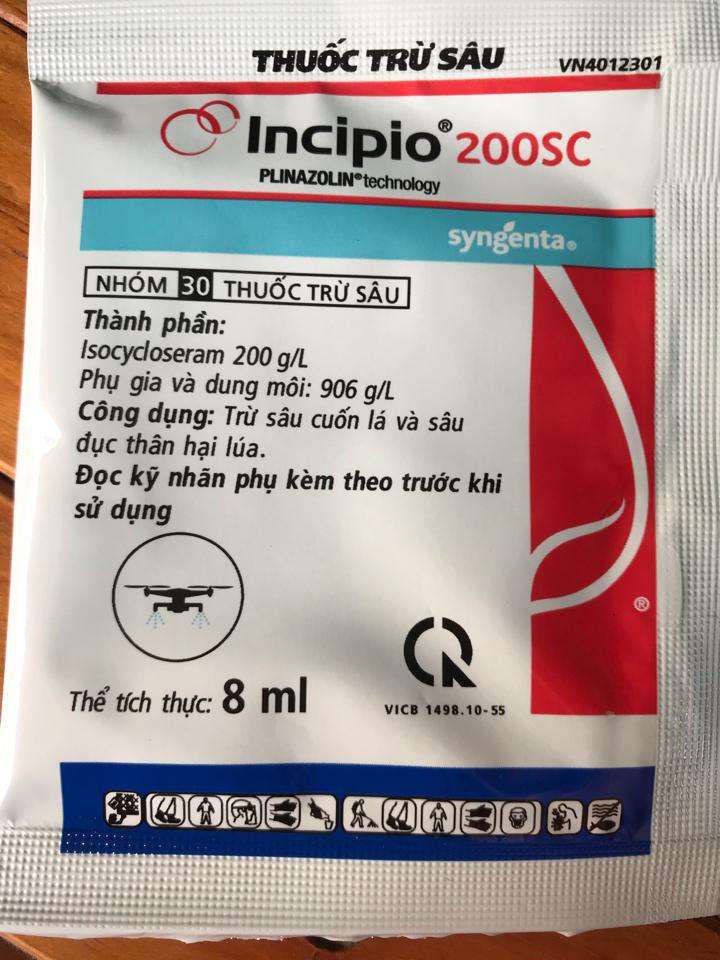 THUỐC TRỪ SÂU VN4012301
Incipio® 200SC
PLINAZOLIN® technology
syngenta®
NHÓM 30 THUỐC TRỪ SÂU
Thành phần:
Isocycloseram 200 g/L
Phụ gia và dung môi: 906 g/L
Công dụng: Trừ sâu cuốn lá và sâu
đục thân hại lúa.
Đọc kỹ nhãn phụ kèm theo trước khi
sử dụng
®
Thể tích thực: 8 ml
VICB 1498.10-55